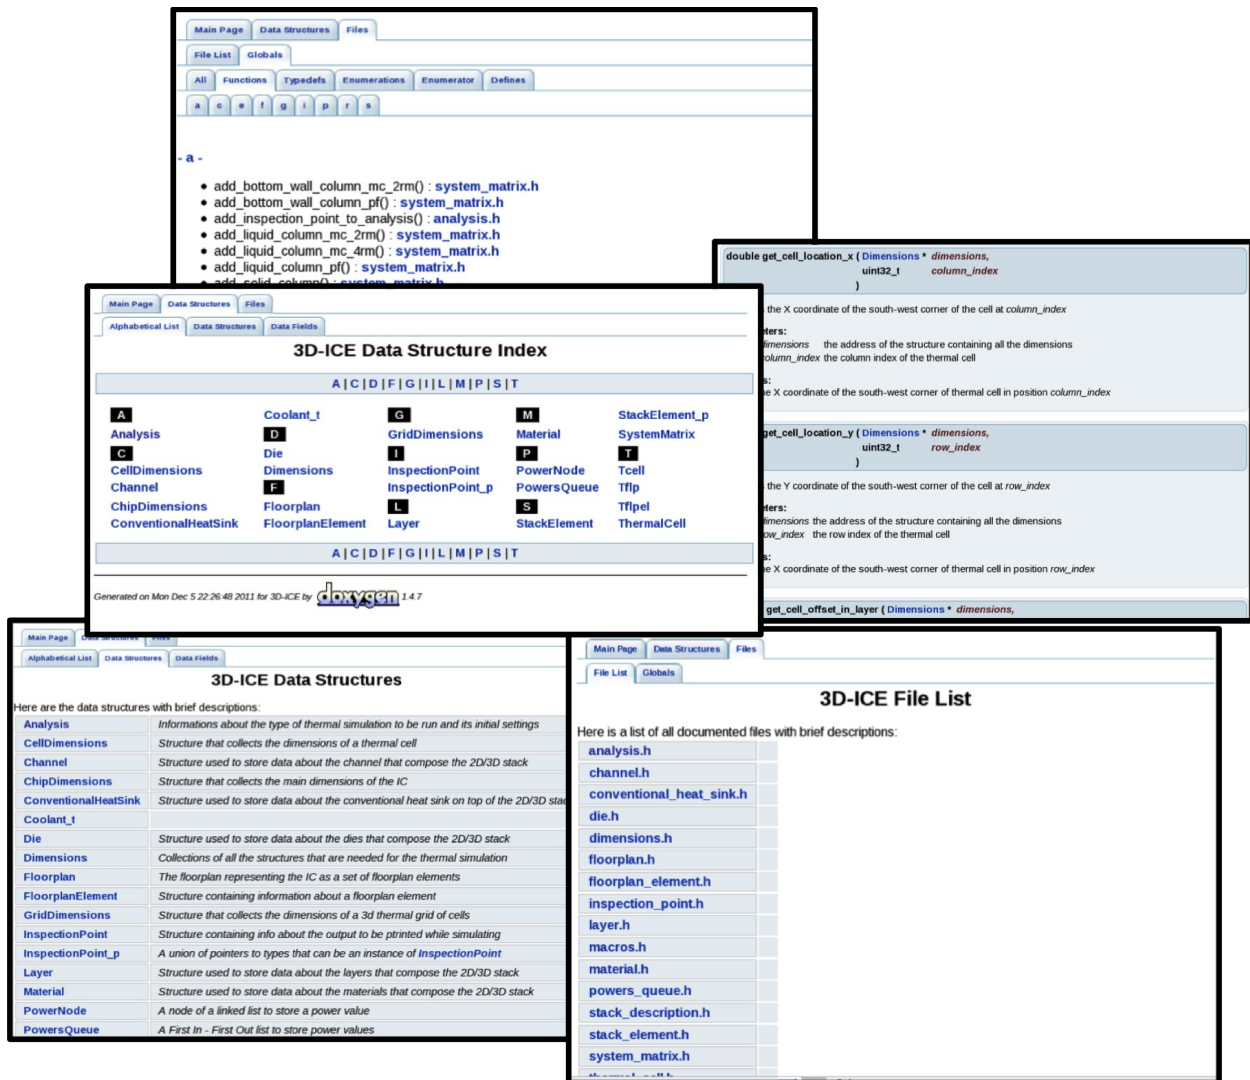 Main Page Data Structures Files
File List Globals
All Functions Typedefs Enumerations Enumerator Defines
a c e f g i p r s
- a -
add_bottom_wall_column_mc_2rm() : system_matrix.h
add_bottom_wall_column_pf() : system_matrix.h
add_inspection_point_to_analysis() : analysis.h
add_liquid_column_mc_2rm() : system_matrix.h
add_liquid_column_mc_4rm() : system_matrix.h
add_liquid_column_pf() : system_matrix.h
add_solid_column() : system_matrix.h
double get_cell_location_x ( Dimensions * dimensions,
uint32_t column_index
)
the X coordinate of the south-west corner of the cell at column_index
dimensions the address of the structure containing all the dimensions
column_index the column index of the thermal cell
X coordinate of the south-west corner of thermal cell in position column_index
get_cell_location_y ( Dimensions * dimensions,
uint32_t row_index
)
the Y coordinate of the south-west corner of the cell at row_index
dimensions the address of the structure containing all the dimensions
row_index the row index of the thermal cell
X coordinate of the south-west corner of thermal cell in position row_index
get_cell_offset_in_layer ( Dimensions * dimensions,
Main Page Data Structures Files
Alphabetical List Data Structures Data Fields
3D-ICE Data Structure Index
A | C | D | F | G | I | L | M | P | S | T
A Coolant_t G M StackElement_p
Analysis D GridDimensions Material SystemMatrix
C Die I P T
CellDimensions Dimensions InspectionPoint PowerNode Tcell
Channel F InspectionPoint_p PowersQueue Tflp
ChipDimensions Floorplan L S Tflpel
ConventionalHeatSink FloorplanElement Layer StackElement ThermalCell
A | C | D | F | G | I | L | M | P | S | T
Generated on Mon Dec 5 22:26:48 2011 for 3D-ICE by doxygen 1.4.7
Main Page Data Structures Files
Alphabetical List Data Structures Data Fields
3D-ICE Data Structures
Here are the data structures with brief descriptions:
Analysis Informations about the type of thermal simulation to be run and its initial settings
CellDimensions Structure that collects the dimensions of a thermal cell
Channel Structure used to store data about the channel that compose the 2D/3D stack
ChipDimensions Structure that collects the main dimensions of the IC
ConventionalHeatSink Structure used to store data about the conventional heat sink on top of the 2D/3D stac
Coolant_t
Die Structure used to store data about the dies that compose the 2D/3D stack
Dimensions Collections of all the structures that are needed for the thermal simulation
Floorplan The floorplan representing the IC as a set of floorplan elements
FloorplanElement Structure containing information about a floorplan element
GridDimensions Structure that collects the dimensions of a 3d thermal grid of cells
InspectionPoint Structure containing info about the output to be ptrinted while simulating
InspectionPoint_p A union of pointers to types that can be an instance of InspectionPoint
Layer Structure used to store data about the layers that compose the 2D/3D stack
Material Structure used to store data about the materials that compose the 2D/3D stack
PowerNode A node of a linked list to store a power value
PowersQueue A First In - First Out list to store power values
Main Page Data Structures Files
File List Globals
3D-ICE File List
Here is a list of all documented files with brief descriptions:
analysis.h
channel.h
conventional_heat_sink.h
die.h
dimensions.h
floorplan.h
floorplan_element.h
inspection_point.h
layer.h
macros.h
material.h
powers_queue.h
stack_description.h
stack_element.h
system_matrix.h